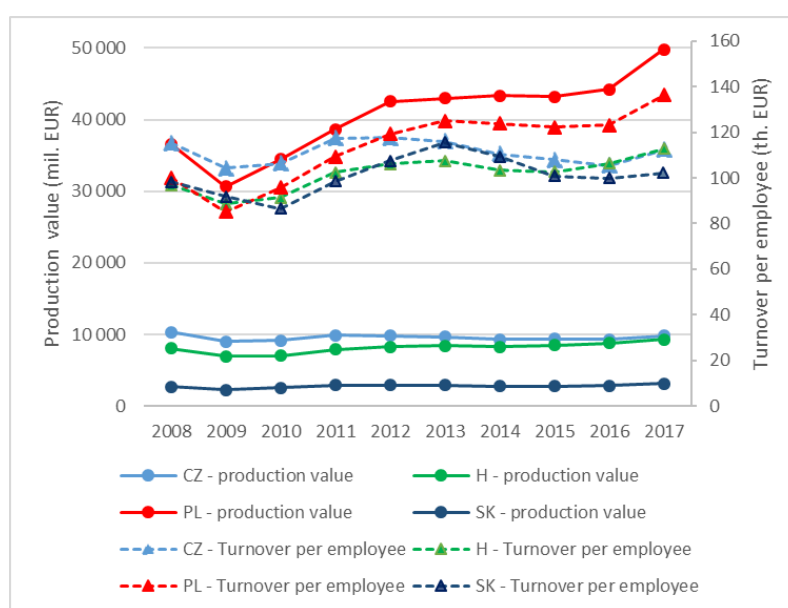 Production value (mil. EUR)
50 000
40 000
30 000
20 000
10 000
0
160
140
120
100
80
60
40
20
0
Turnover per employee (th. EUR)
2008 2009 2010 2011 2012 2013 2014 2015 2016 2017
CZ - production value H - production value
PL - production value SK - production value
CZ - Turnover per employee H - Turnover per employee
PL - Turnover per employee SK - Turnover per employee